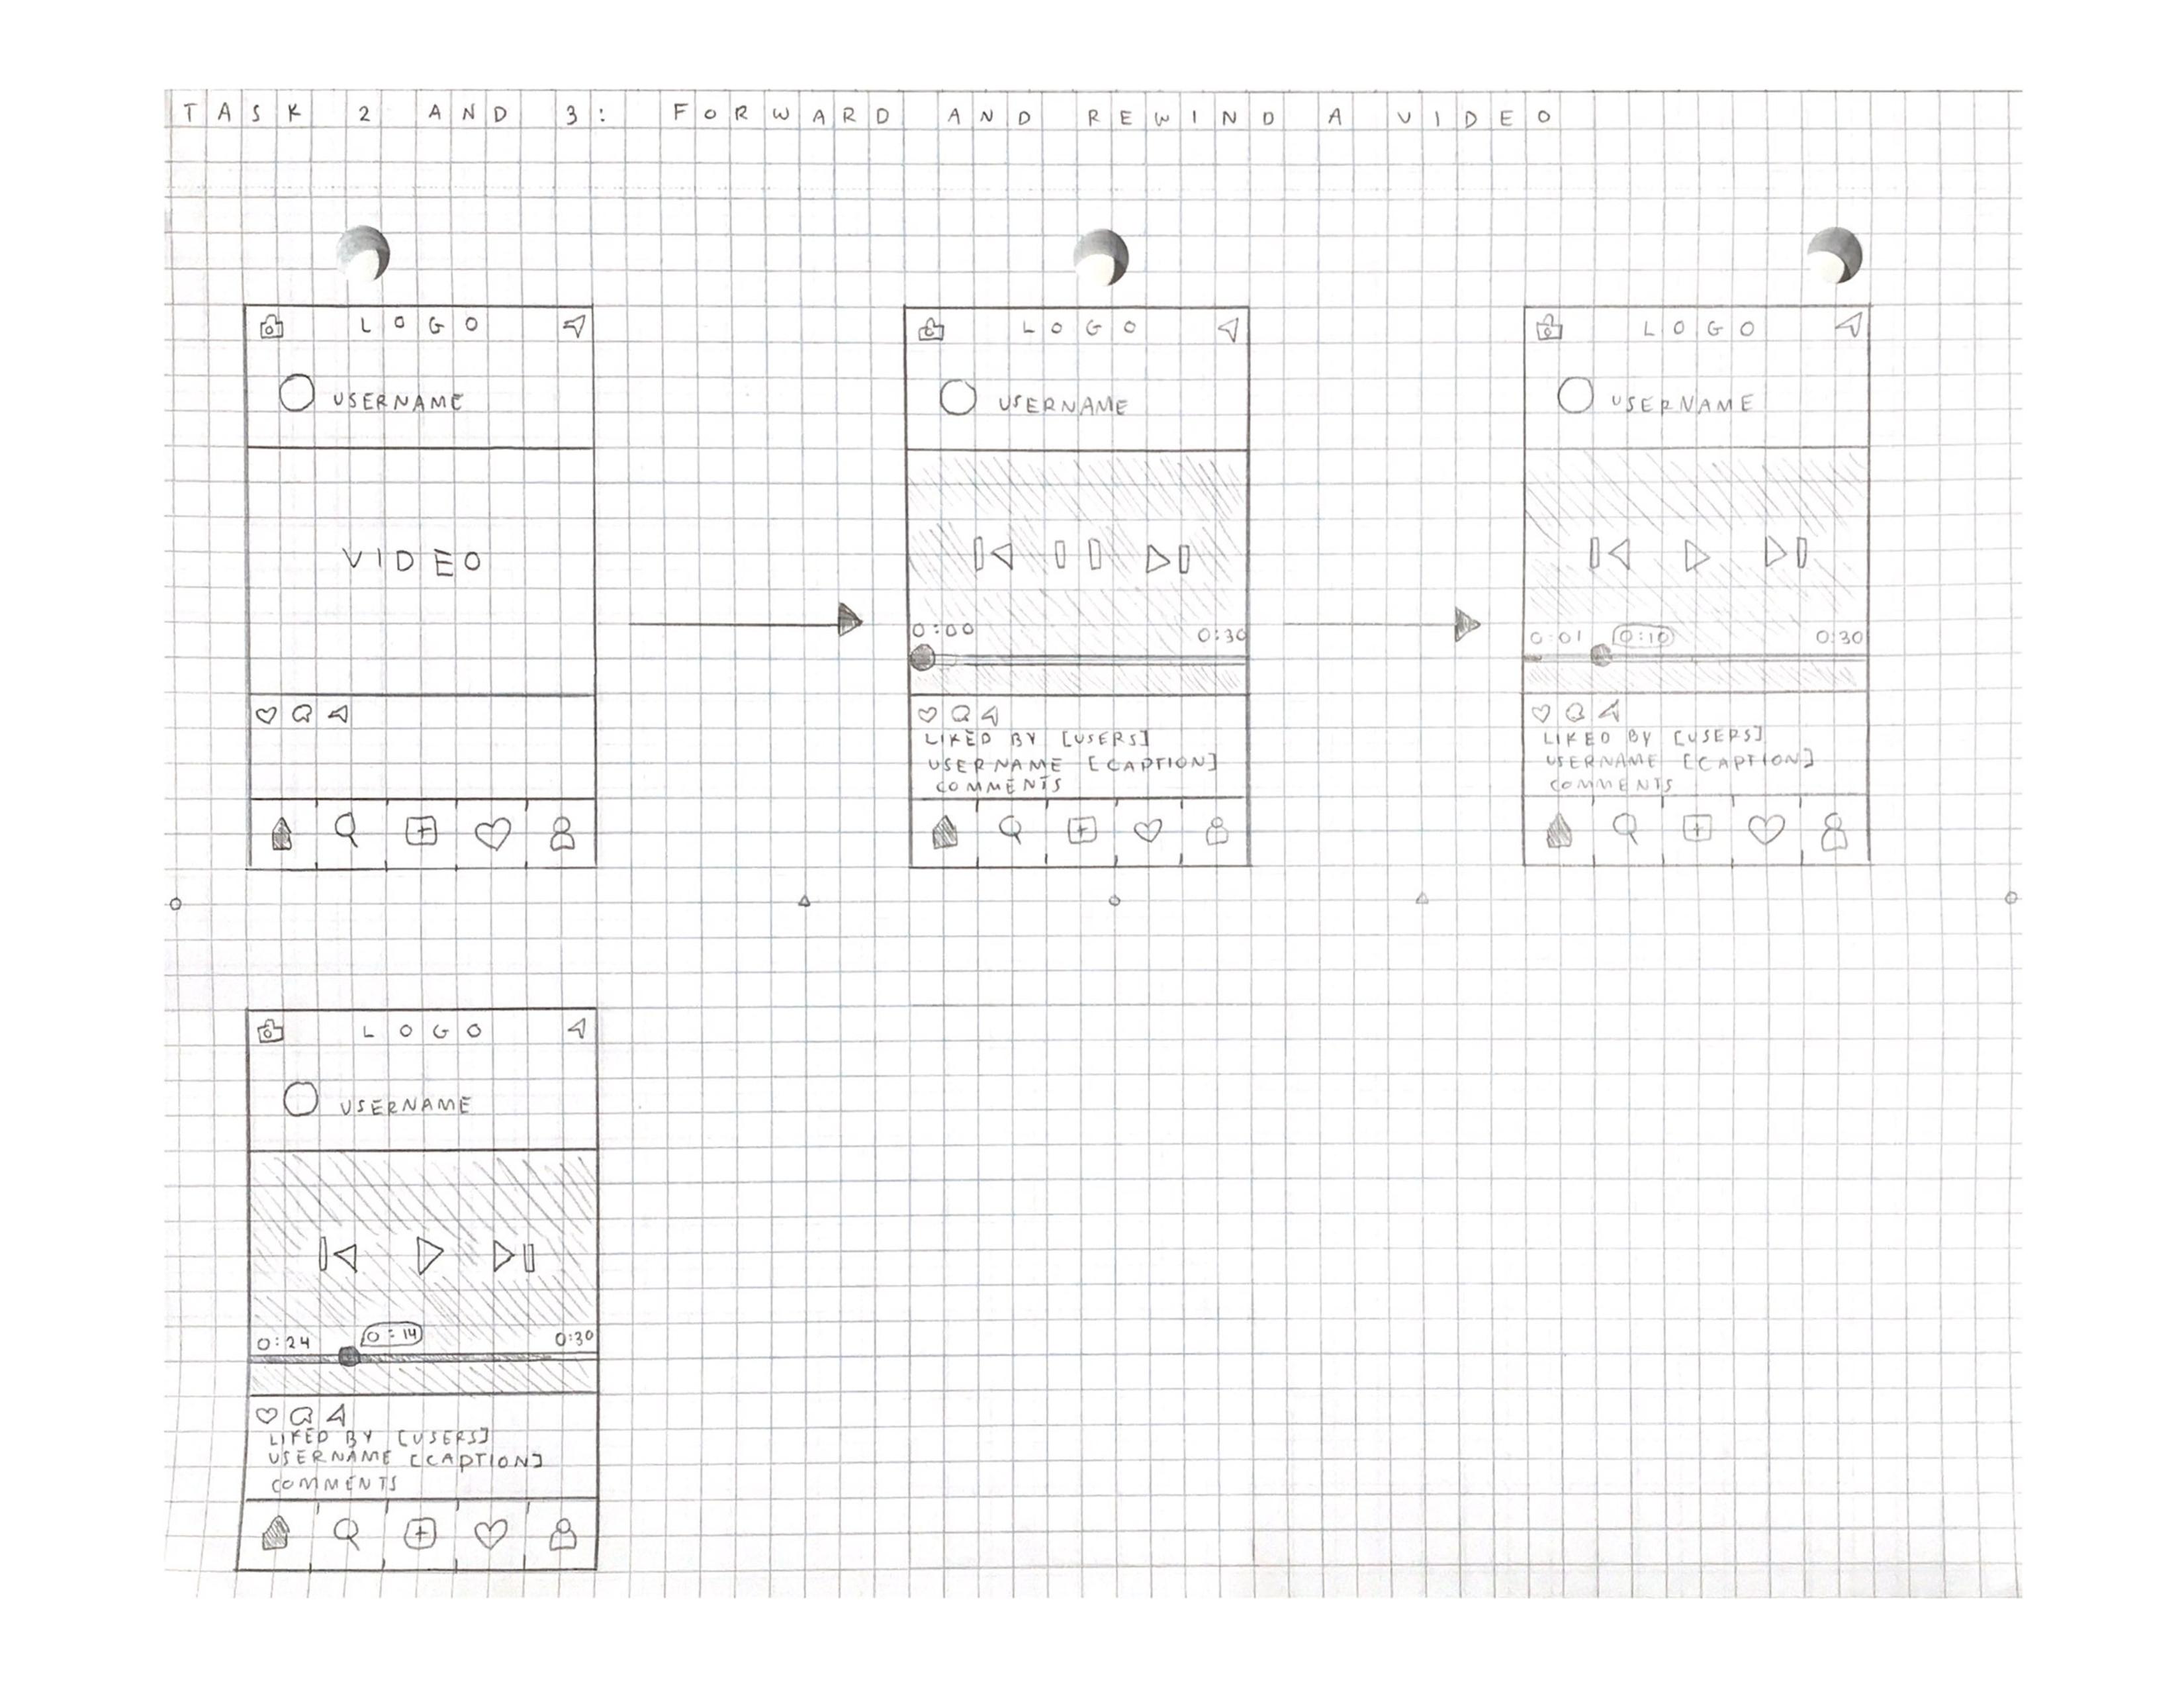 TASK 2 AND 3: FORWARD AND REWIND A VIDEO
LOGO
USERNAME
VIDEO
LOGO
USERNAME
0:00 0:30
LIKED BY [USERS]
USERNAME [CAPTION]
COMMENTS
LOGO
USERNAME
0:01 0:10 0:30
LIKED BY [USERS]
USERNAME [CAPTION]
COMMENTS
LOGO
USERNAME
0:24 0:14 0:30
LIKED BY [USERS]
USERNAME [CAPTION]
COMMENTS